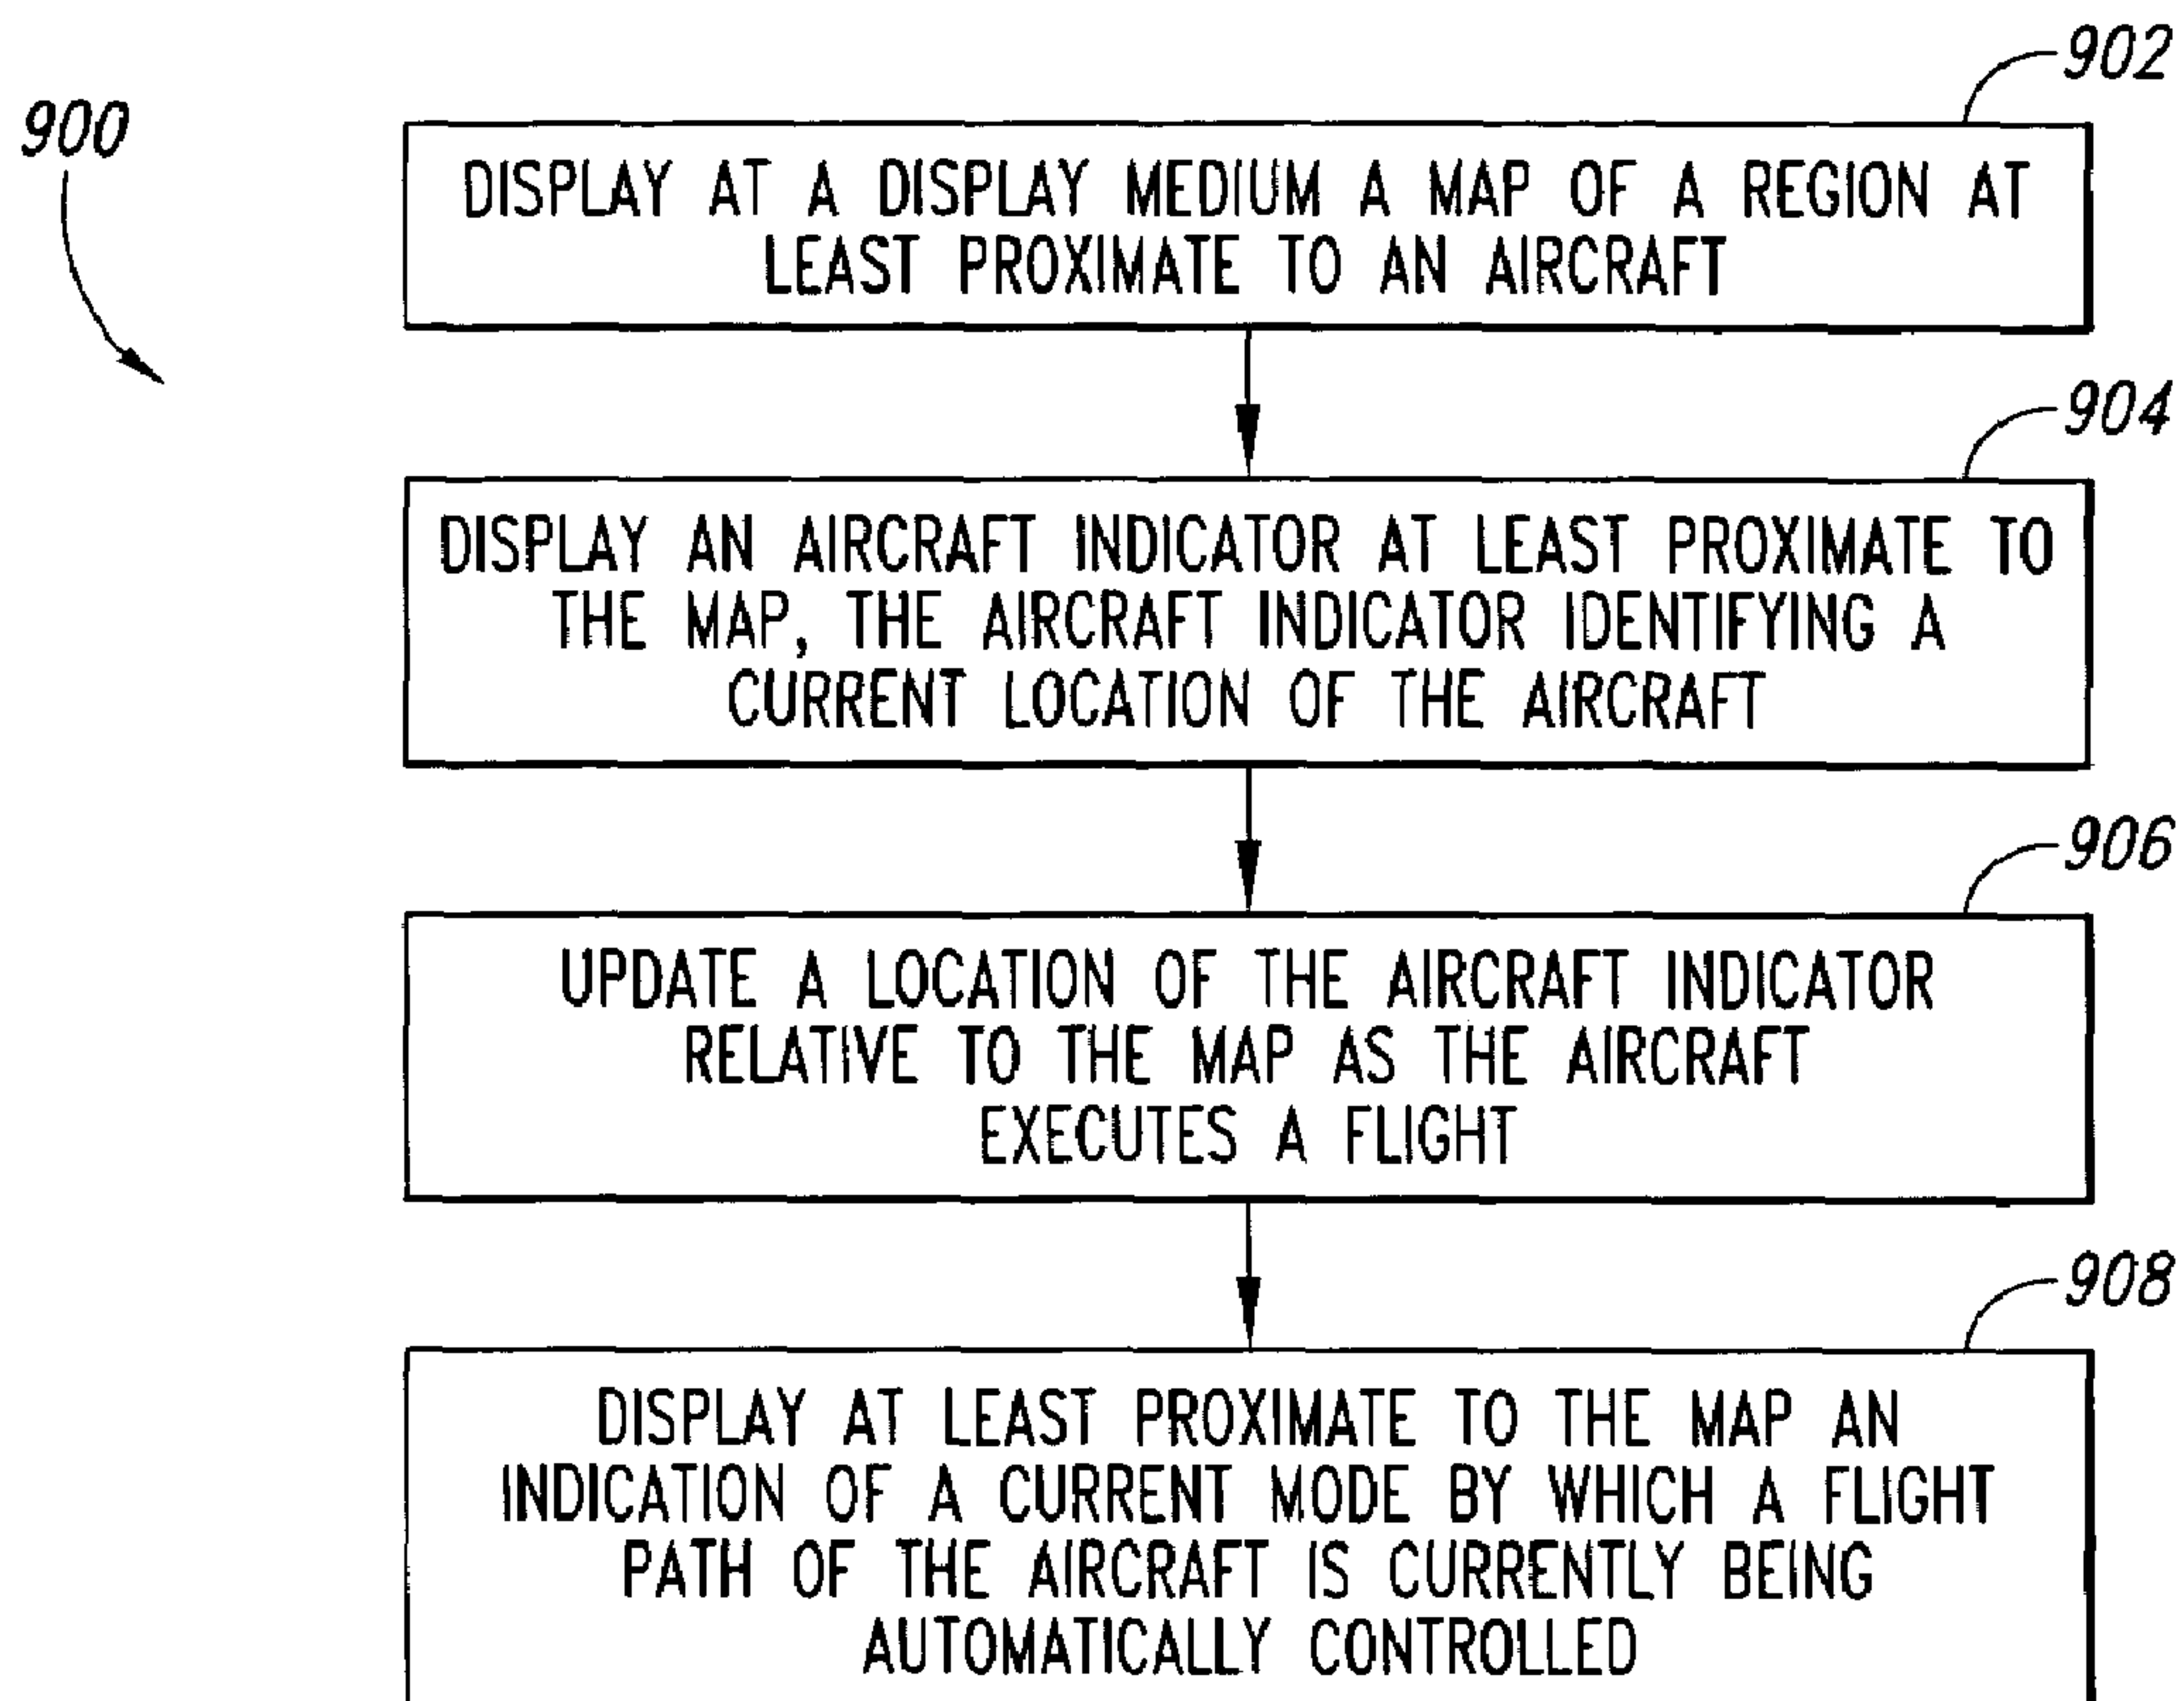 902
900
DISPLAY AT A DISPLAY MEDIUM A MAP OF A REGION AT
LEAST PROXIMATE TO AN AIRCRAFT
904
DISPLAY AN AIRCRAFT INDICATOR AT LEAST PROXIMATE TO
THE MAP, THE AIRCRAFT INDICATOR IDENTIFYING A
CURRENT LOCATION OF THE AIRCRAFT
906
UPDATE A LOCATION OF THE AIRCRAFT INDICATOR
RELATIVE TO THE MAP AS THE AIRCRAFT
EXECUTES A FLIGHT
908
DISPLAY AT LEAST PROXIMATE TO THE MAP AN
INDICATION OF A CURRENT MODE BY WHICH A FLIGHT
PATH OF THE AIRCRAFT IS CURRENTLY BEING
AUTOMATICALLY CONTROLLED